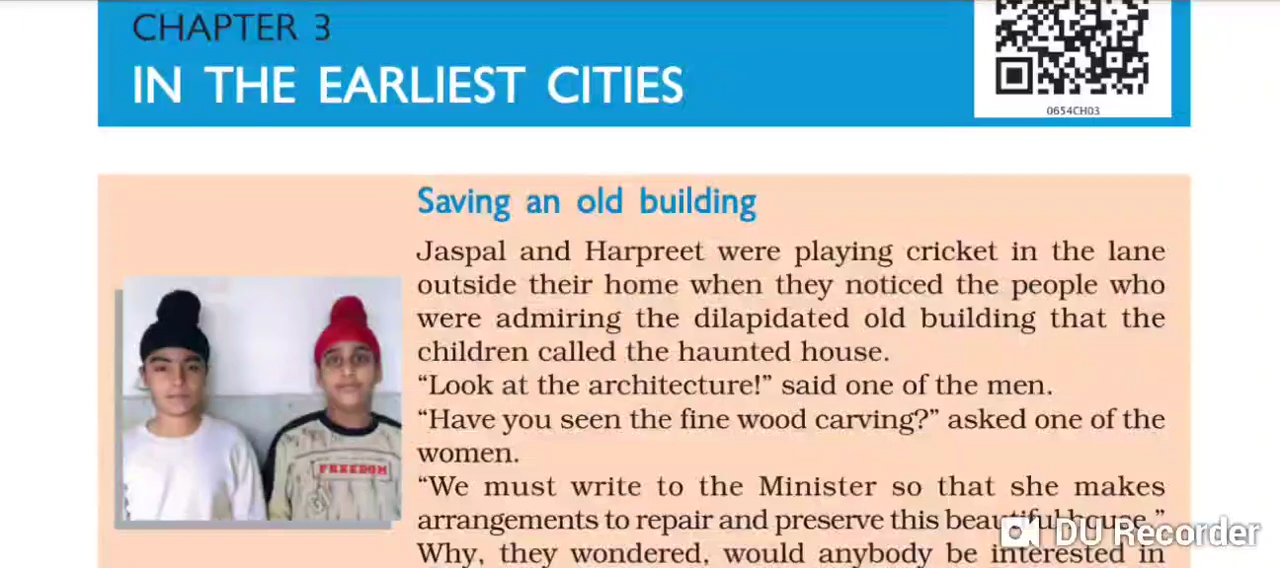 CHAPTER 3
IN THE EARLIEST CITIES
0654CH03
Saving an old building
Jaspal and Harpreet were playing cricket in the lane
outside their home when they noticed the people who
were admiring the dilapidated old building that the
children called the haunted house.
“Look at the architecture!” said one of the men.
“Have you seen the fine wood carving?” asked one of the
women.
“We must write to the Minister so that she makes
arrangements to repair and preserve this beautiful house.”
Why, they wondered, would anybody be interested in
FREEDOM
DU Recorder